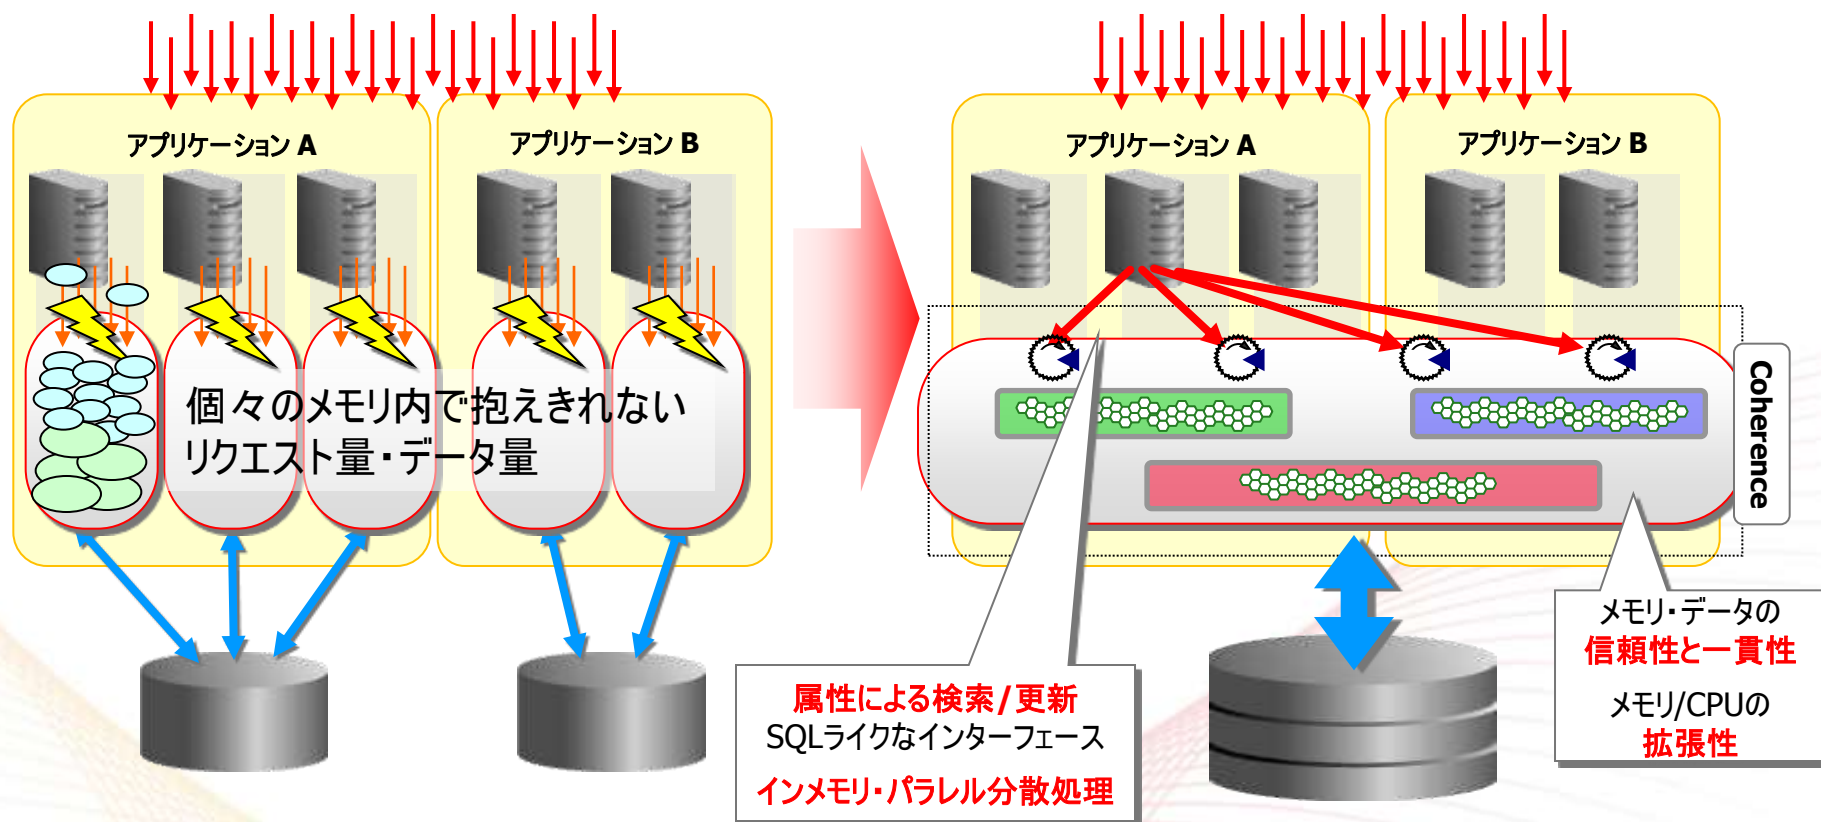 アプリケーション A
アプリケーション B
個々のメモリ内で抱えきれない
リクエスト量・データ量
アプリケーション A
アプリケーション B
Coherence
属性による検索/更新
SQLライクなインターフェース
インメモリ・パラレル分散処理
メモリ・データの
信頼性と一貫性
メモリ/CPUの
拡張性